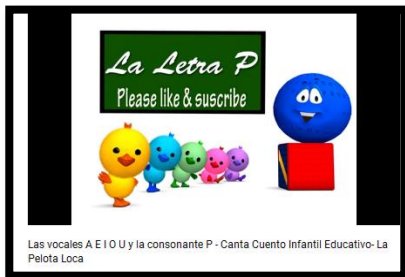 La Letra P
Please like & suscribe
Las vocales A E I O U y la consonante P - Canta Cuento Infantil Educativo- La
Pelota Loca